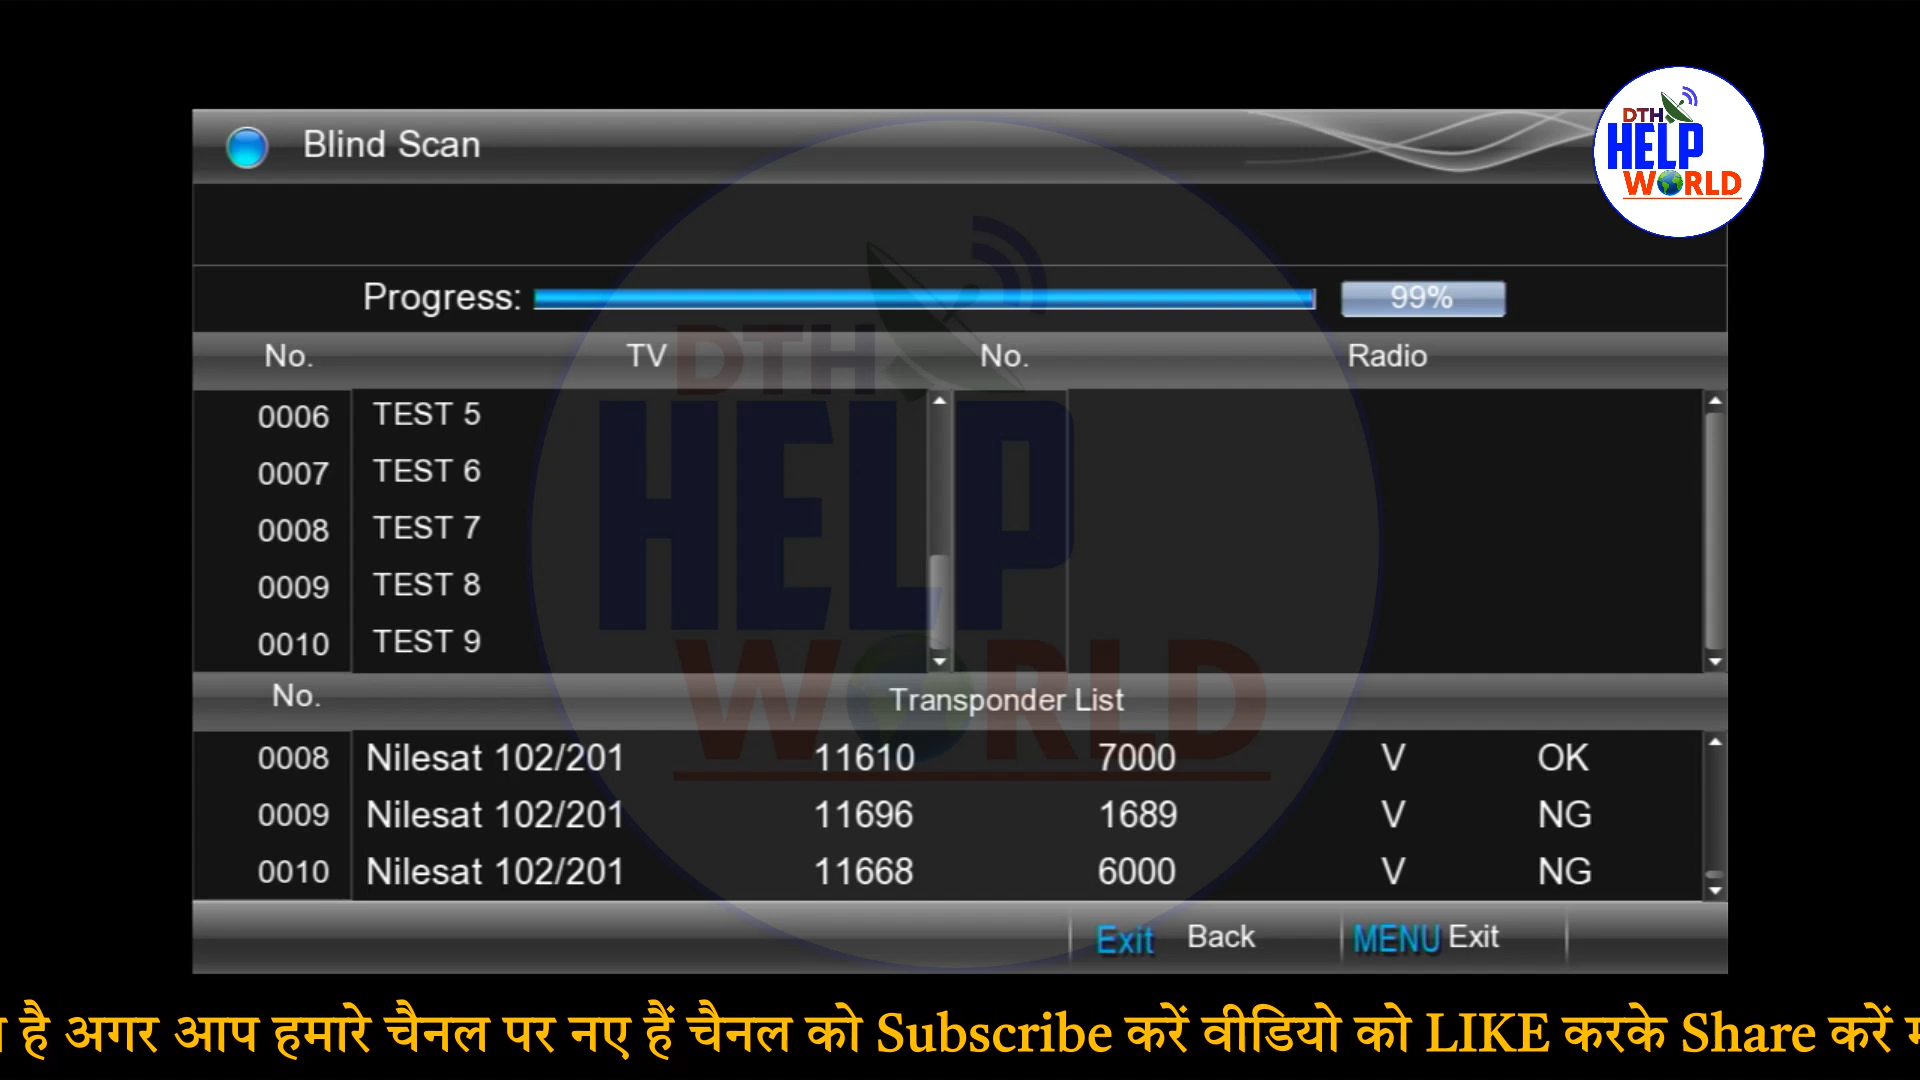 DTH
HELP
WORLD
Blind Scan
Progress: 99%
No. TV No. Radio
0006 TEST 5
0007 TEST 6
0008 TEST 7
0009 TEST 8
0010 TEST 9
No. Transponder List
0008 Nilesat 102/201 11610 7000 V OK
0009 Nilesat 102/201 11696 1689 V NG
0010 Nilesat 102/201 11668 6000 V NG
Exit Back MENU Exit
DTH
HELP
WORLD
है अगर आप हमारे चैनल पर नए हैं चैनल को Subscribe करें वीडियो को LIKE करके Share करें